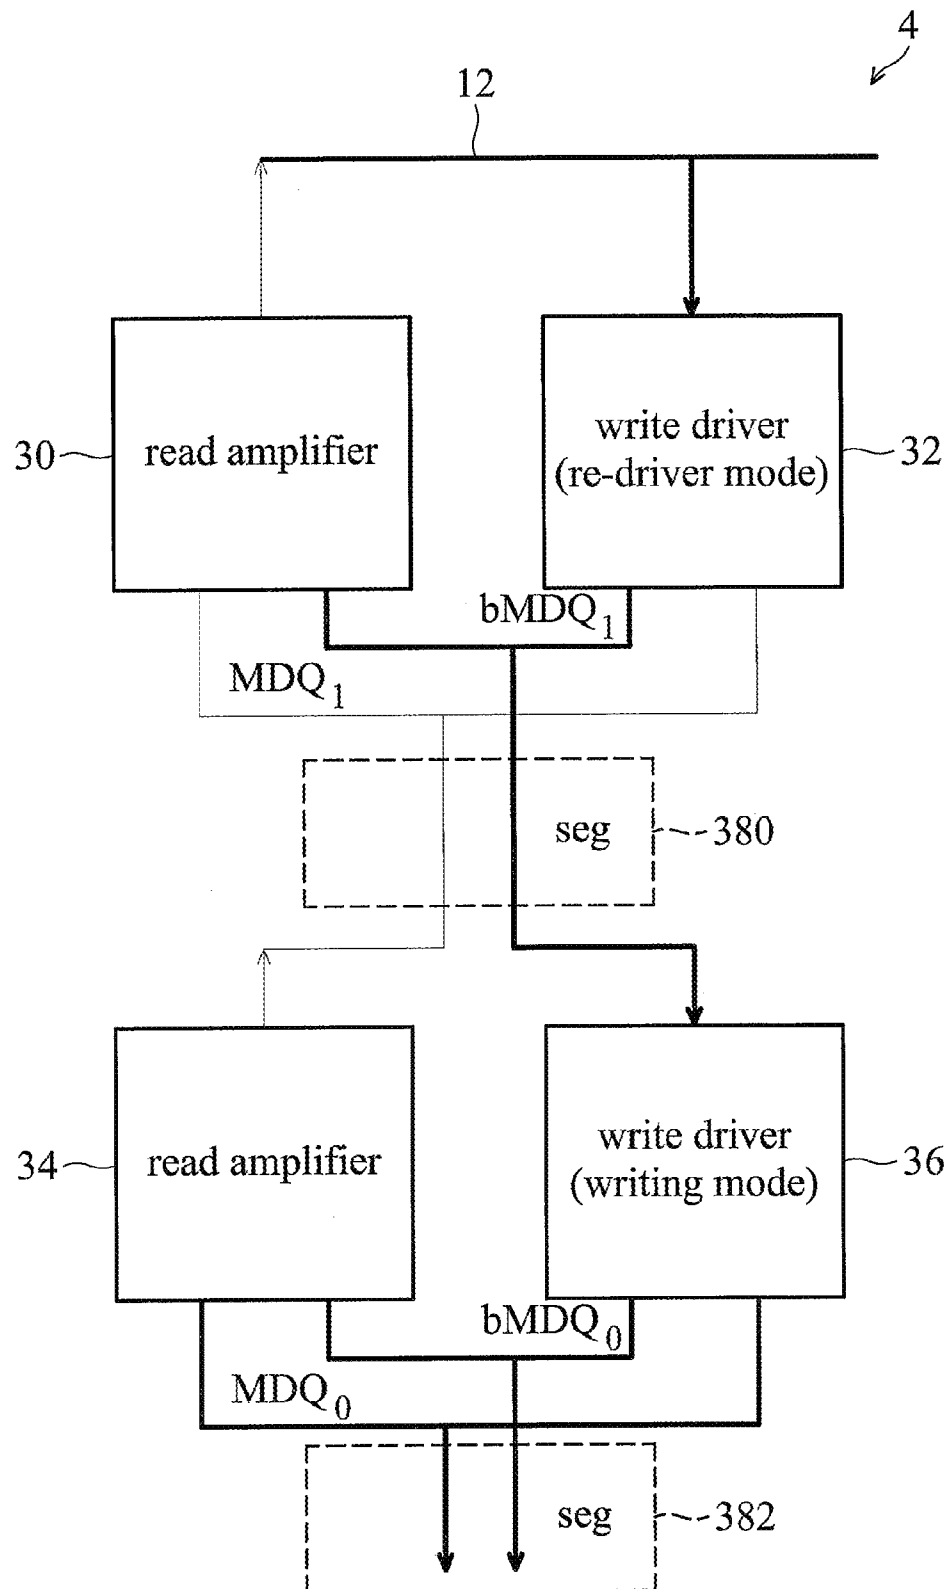 4
12
30
read amplifier
write driver
(re-driver mode)
32
bMDQ1
MDQ1
seg
380
34
read amplifier
write driver
(writing mode)
36
bMDQ0
MDQ0
seg
382